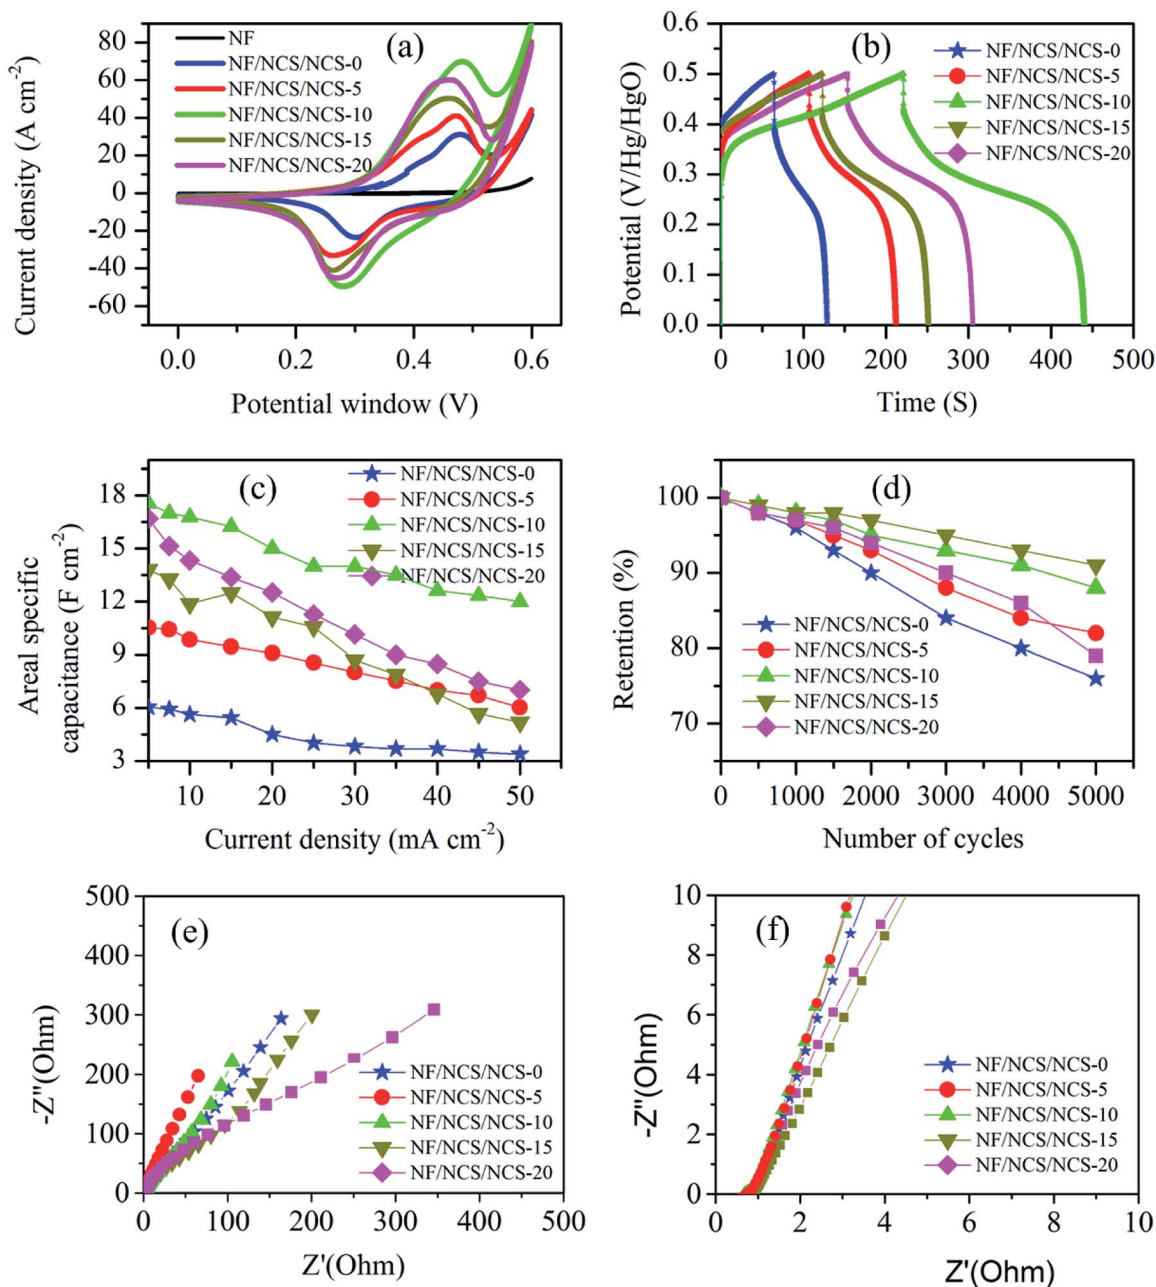 (a)
NF
NF/NCS/NCS-0
NF/NCS/NCS-5
NF/NCS/NCS-10
NF/NCS/NCS-15
NF/NCS/NCS-20
Current density (A cm-2)
80
60
40
20
0
-20
-40
-60
0.0 0.2 0.4 0.6
Potential window (V)
(b)
NF/NCS/NCS-0
NF/NCS/NCS-5
NF/NCS/NCS-10
NF/NCS/NCS-15
NF/NCS/NCS-20
Potential (V/Hg/HgO)
0.6
0.5
0.4
0.3
0.2
0.1
0.0
0 100 200 300 400 500
Time (S)
(c)
NF/NCS/NCS-0
NF/NCS/NCS-5
NF/NCS/NCS-10
NF/NCS/NCS-15
NF/NCS/NCS-20
Areal specific
capacitance (F cm-2)
18
15
12
9
6
3
10 20 30 40 50
Current density (mA cm-2)
(d)
NF/NCS/NCS-0
NF/NCS/NCS-5
NF/NCS/NCS-10
NF/NCS/NCS-15
NF/NCS/NCS-20
Retention (%)
100
90
80
70
0 1000 2000 3000 4000 5000
Number of cycles
(e)
NF/NCS/NCS-0
NF/NCS/NCS-5
NF/NCS/NCS-10
NF/NCS/NCS-15
NF/NCS/NCS-20
-Z"(Ohm)
500
400
300
200
100
0
0 100 200 300 400 500
Z'(Ohm)
(f)
NF/NCS/NCS-0
NF/NCS/NCS-5
NF/NCS/NCS-10
NF/NCS/NCS-15
NF/NCS/NCS-20
-Z"(Ohm)
10
8
6
4
2
0
0 2 4 6 8 10
Z'(Ohm)